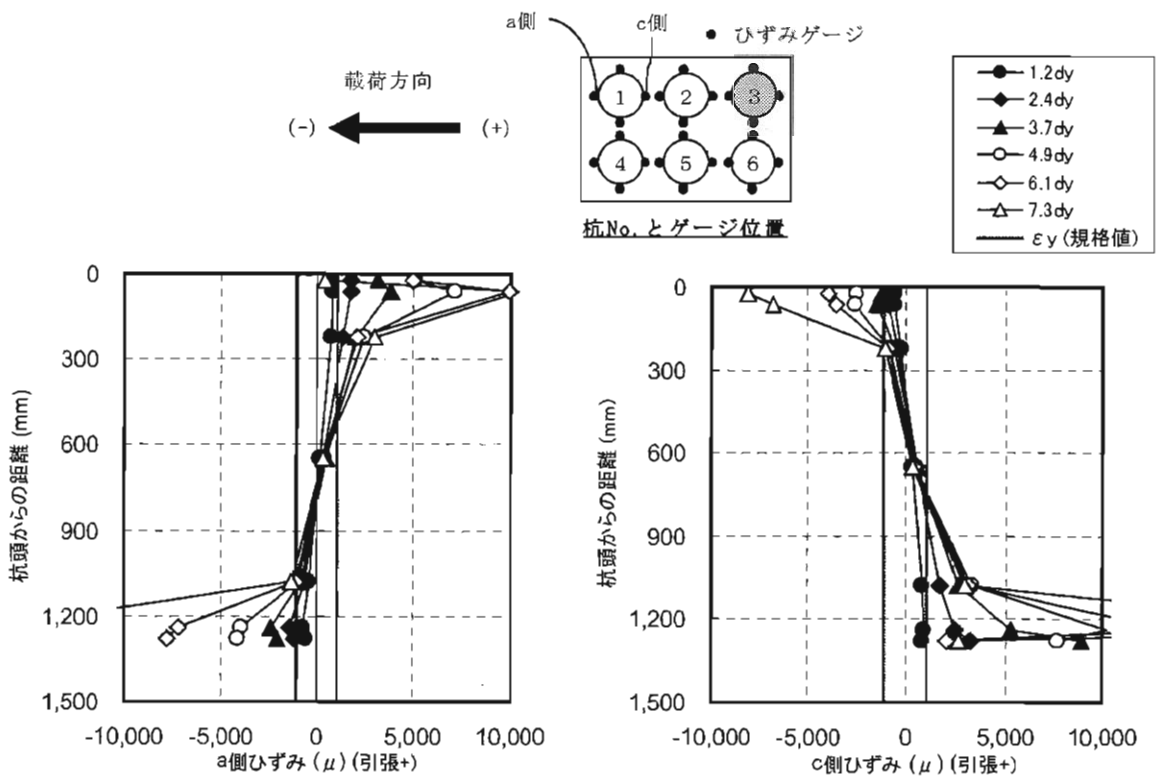 a側
c側
ひずみゲージ
載荷方向
(-)
(+)
1
2
3
4
5
6
杭No.とゲージ位置
1.2dy
2.4dy
3.7dy
4.9dy
6.1dy
7.3dy
εy(規格値)
杭頭からの距離(mm)
0
300
600
900
1,200
1,500
-10,000
-5,000
0
5,000
10,000
a側ひずみ(μ)(引張+)
杭頭からの距離(mm)
0
300
600
900
1,200
1,500
-10,000
-5,000
0
5,000
10,000
c側ひずみ(μ)(引張+)